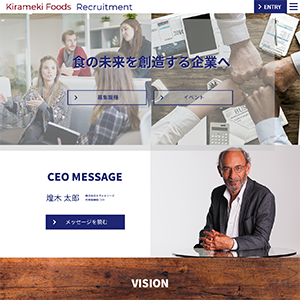 Kirameki Foods Recruitment
ENTRY
食の未来を創造する企業へ
募集職種
イベント
CEO MESSAGE
煌木 太郎
メッセージを読む
VISION